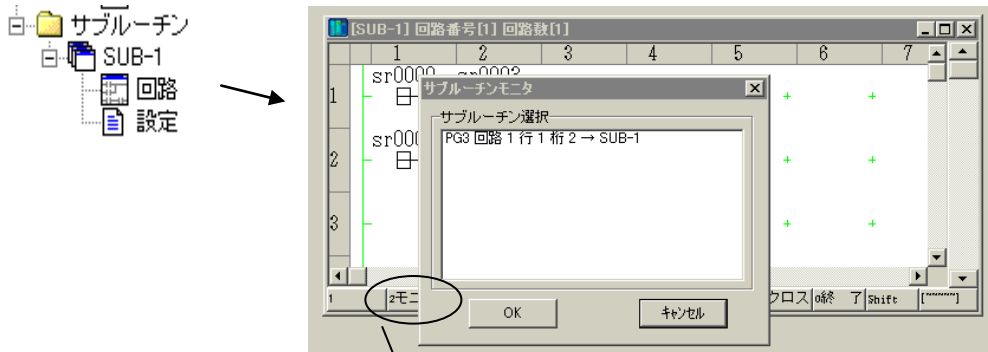 サブルーチン
SUB-1
回路
設定
[SUB-1] 回路番号[1] 回路数[1]
1 2 3 4 5 6 7
sr0000 sr0002
1
サブルーチンモニタ
サブルーチン選択
PG3 回路 1 行 1 桁 2 → SUB-1
sr000
2
3
1 2モニ クロス 0終 了 Shift [~~~~~]
OK キャンセル